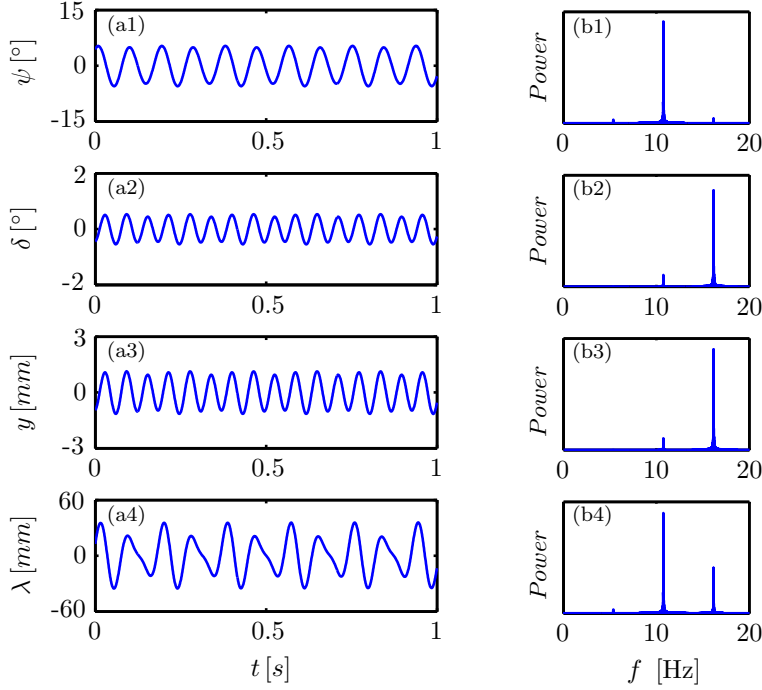 15 (a1) (b1)
ψ [°] 0 Power
-15
0 0.5 1 0 10 20
2 (a2) (b2)
δ [°] 0 Power
-2
0 0.5 1 0 10 20
3 (a3) (b3)
y [mm] 0 Power
-3
0 0.5 1 0 10 20
60 (a4) (b4)
λ [mm] 0 Power
-60
0 0.5 1 0 10 20
t [s] f [Hz]